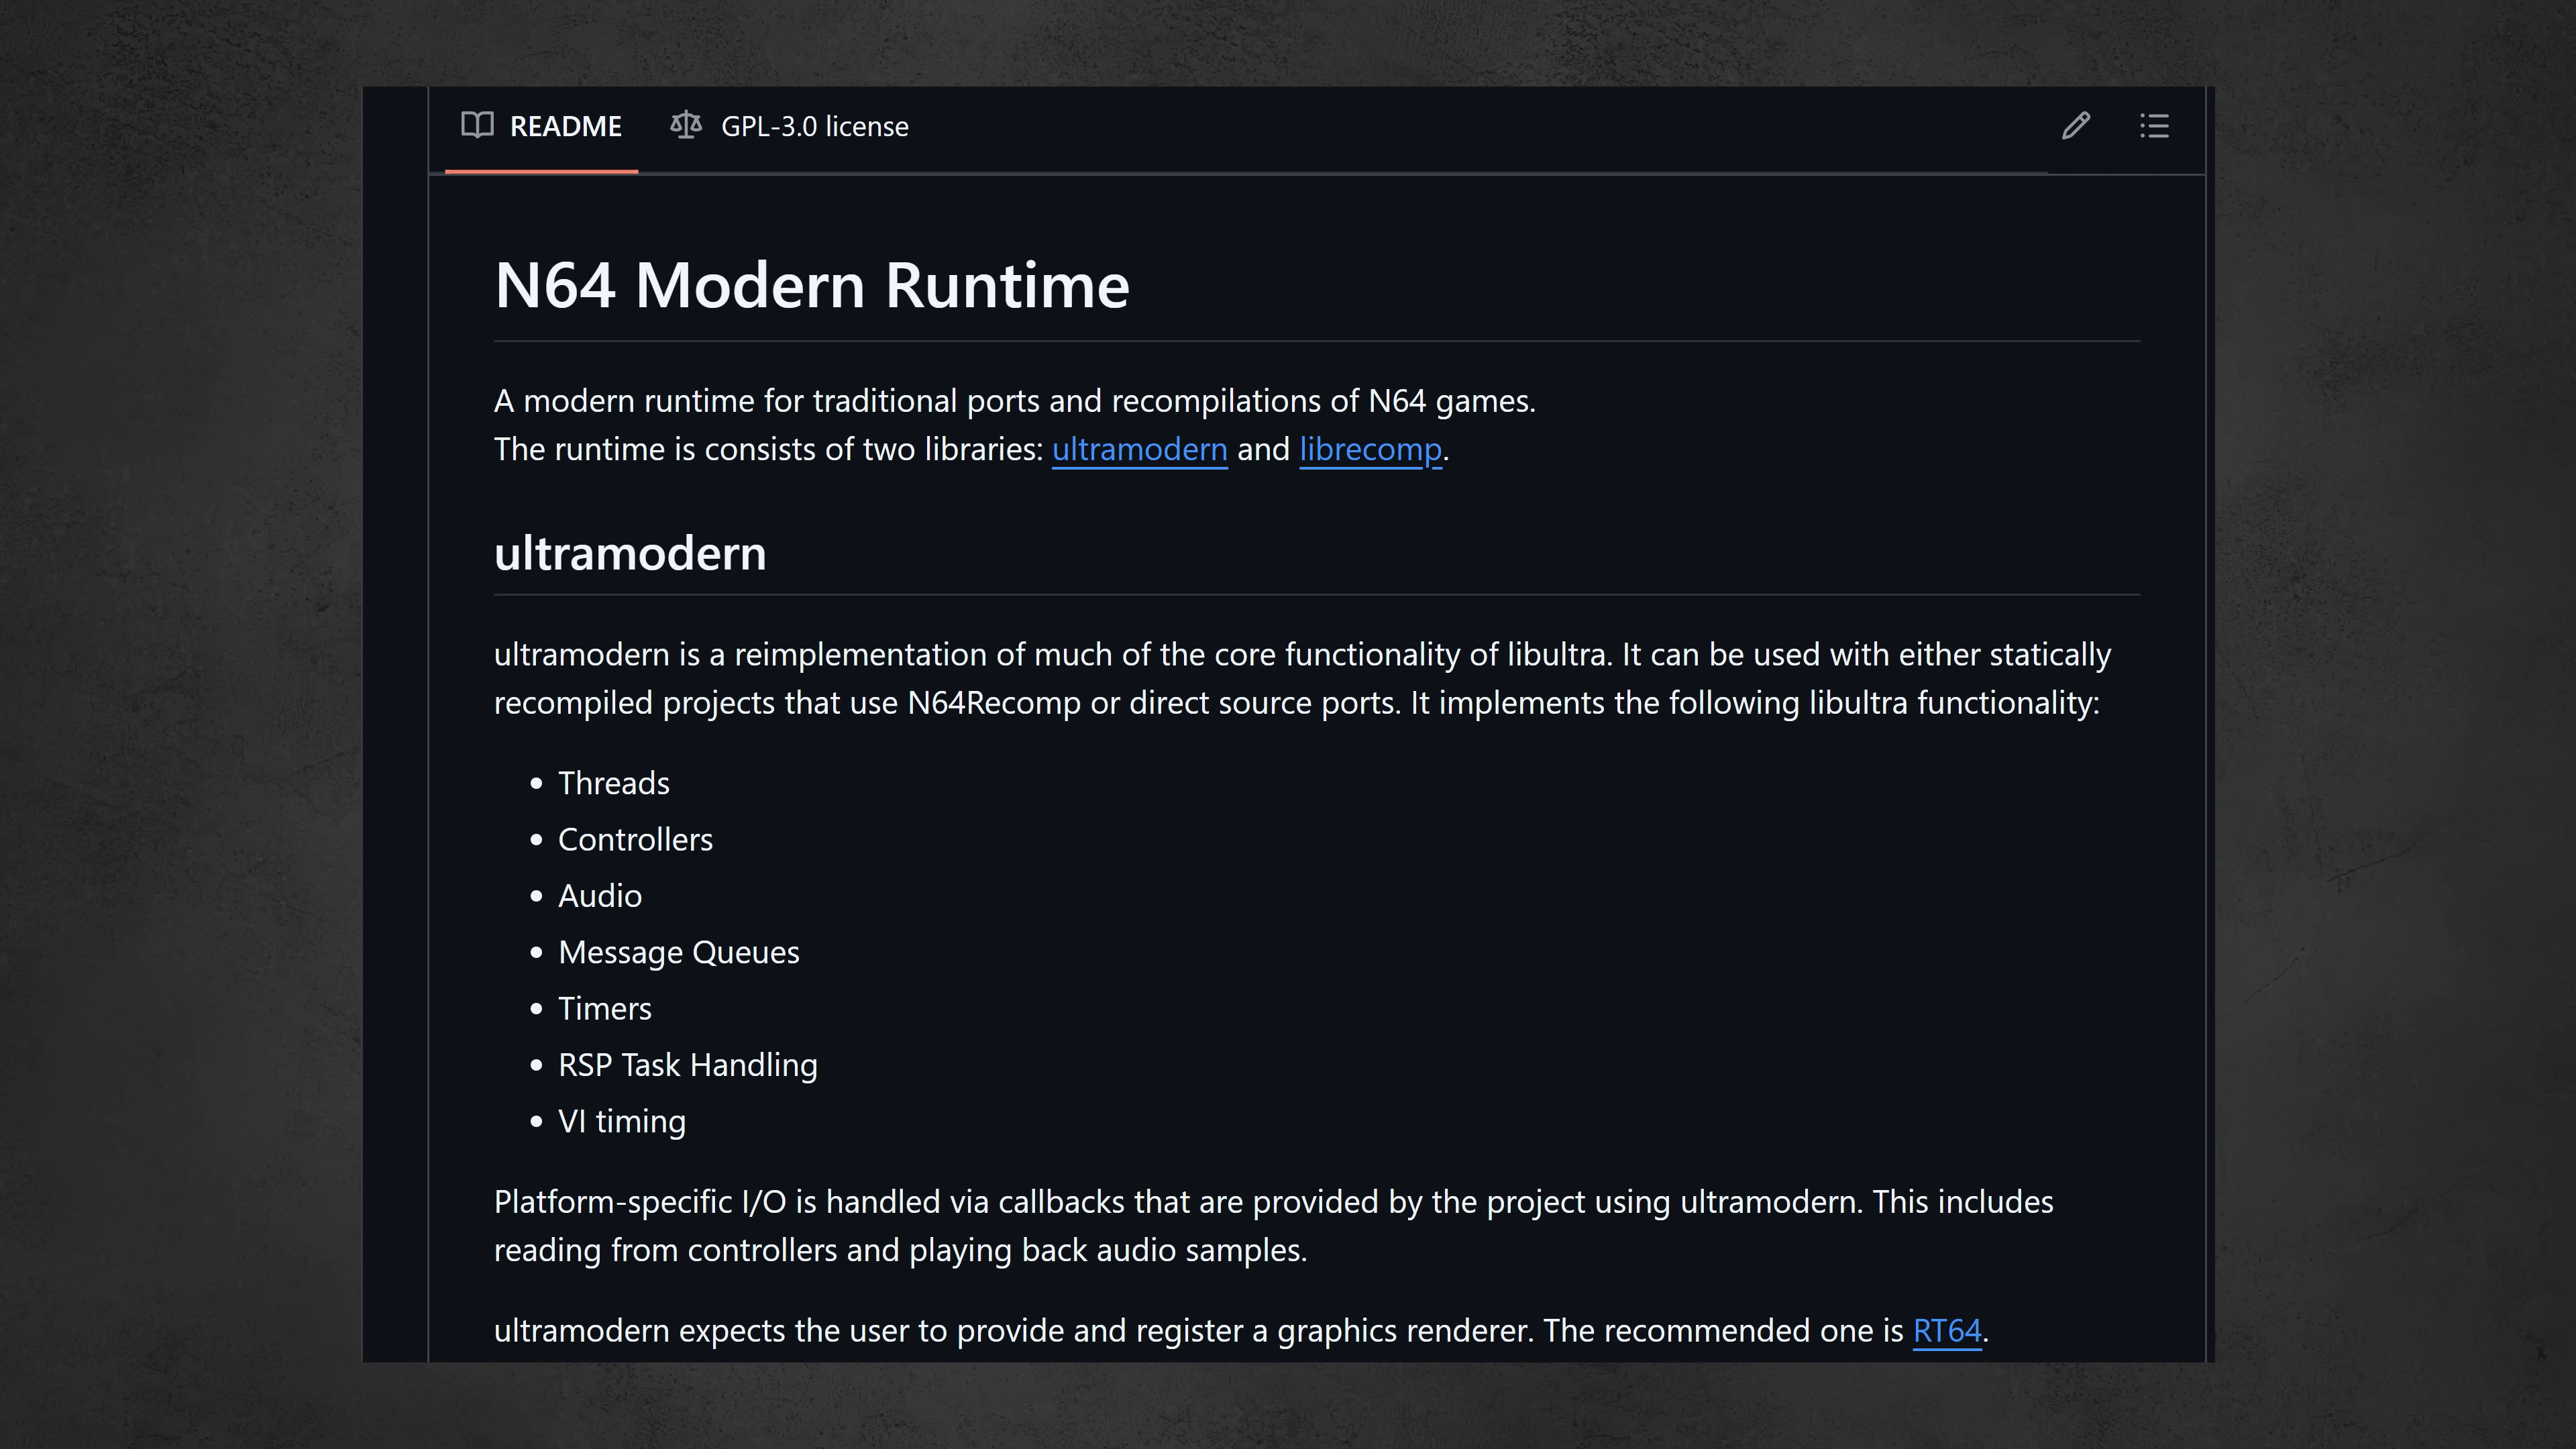 README
GPL-3.0 license
N64 Modern Runtime
A modern runtime for traditional ports and recompilations of N64 games.
The runtime is consists of two libraries: ultramodern and librecomp.
ultramodern
ultramodern is a reimplementation of much of the core functionality of libultra. It can be used with either statically
recompiled projects that use N64Recomp or direct source ports. It implements the following libultra functionality:
• Threads
• Controllers
• Audio
• Message Queues
• Timers
• RSP Task Handling
• VI timing
Platform-specific I/O is handled via callbacks that are provided by the project using ultramodern. This includes
reading from controllers and playing back audio samples.
ultramodern expects the user to provide and register a graphics renderer. The recommended one is RT64.